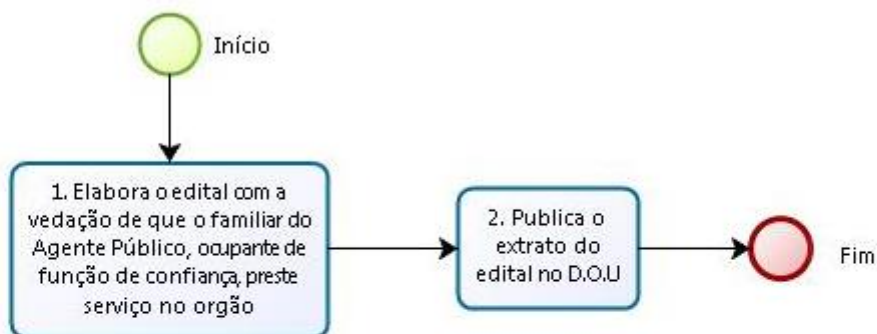 Início
1. Elabora o edital com a
vedação de que o familiar do
Agente Público, ocupante de
função de confiança, preste
serviço no orgão
2. Publica o
extrato do
edital no D.O.U
Fim